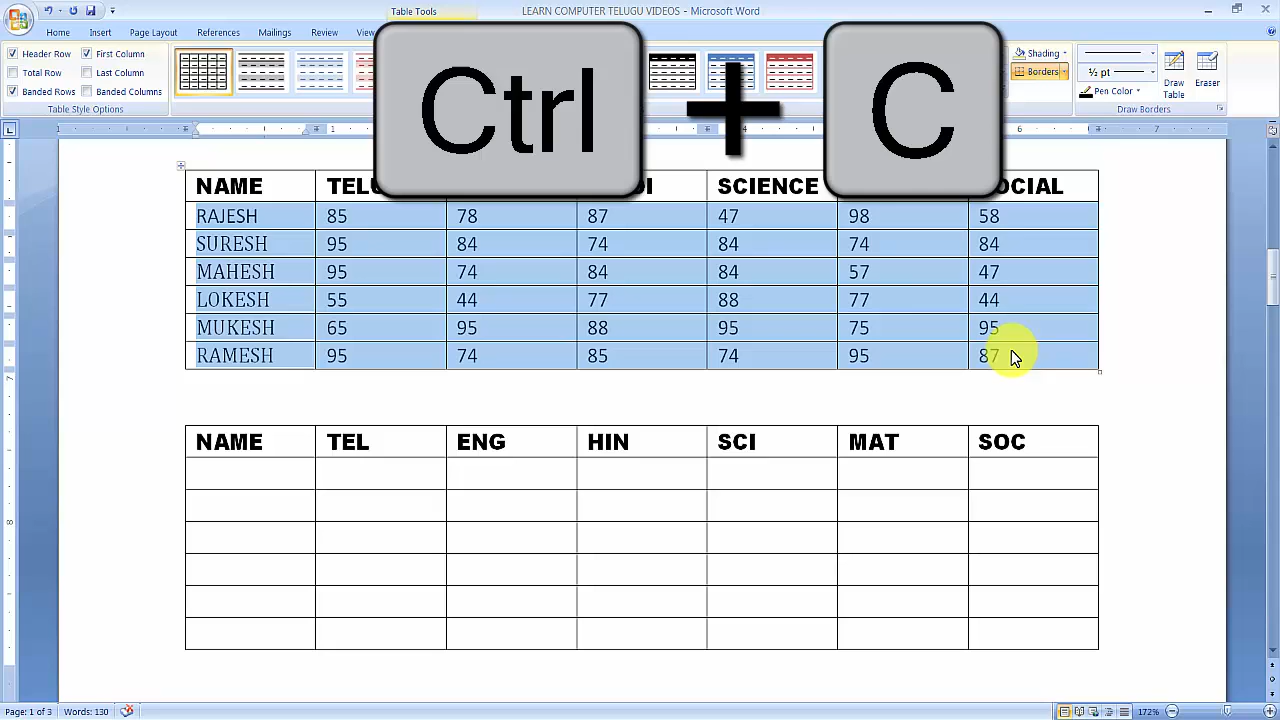 Table Tools
LEARN COMPUTER TELUGU VIDEOS - Microsoft Word
Home Insert Page Layout References Mailings Review
Header Row First Column
Total Row Last Column
Banded Rows Banded Columns
Table Style Options
Shading
Borders
½ pt
Pen Color
Draw Table
Eraser
Draw Borders
Ctrl + C
NAME SCIENCE
RAJESH 85 78 87 47 98 58
SURESH 95 84 74 84 74 84
MAHESH 95 74 84 84 57 47
LOKESH 55 44 77 88 77 44
MUKESH 65 95 88 95 75 95
RAMESH 95 74 85 74 95 87
NAME TEL ENG HIN SCI MAT SOC
Page: 1 of 3 Words: 130 172%